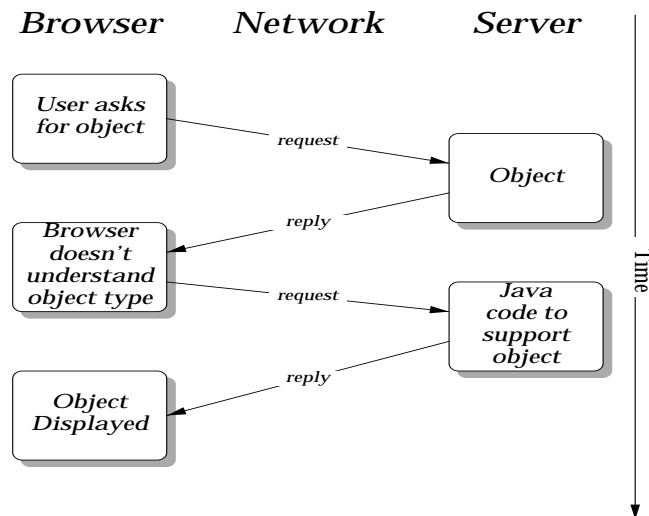 Browser Network Server
User asks
for object
request
Object
reply
Browser
doesn't
understand
object type
request
Java
code to
support
object
reply
Object
Displayed
Time